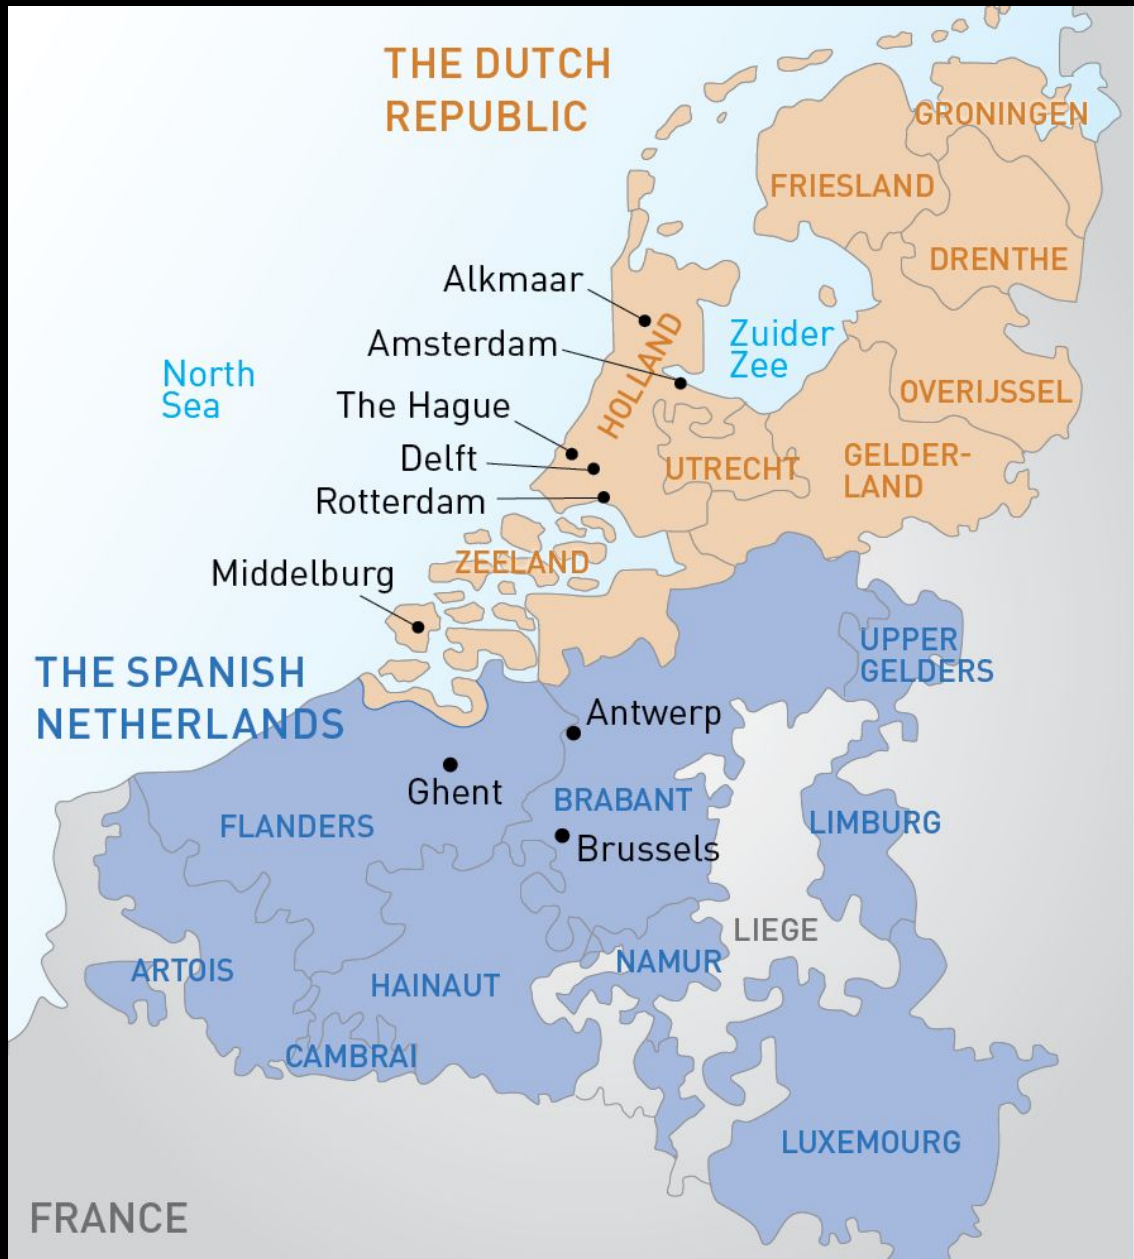 THE DUTCH
REPUBLIC
GRONINGEN
FRIESLAND
DRENTHE
Alkmaar
Amsterdam
Zuider
Zee
HOLLAND
North
Sea
OVERIJSSEL
The Hague
Delft
UTRECHT
GELDER-
LAND
Rotterdam
ZEELAND
Middelburg
UPPER
GELDERS
THE SPANISH
NETHERLANDS
Antwerp
Ghent
BRABANT
FLANDERS
LIMBURG
Brussels
LIEGE
NAMUR
ARTOIS
HAINAUT
CAMBRAI
LUXEMOURG
FRANCE